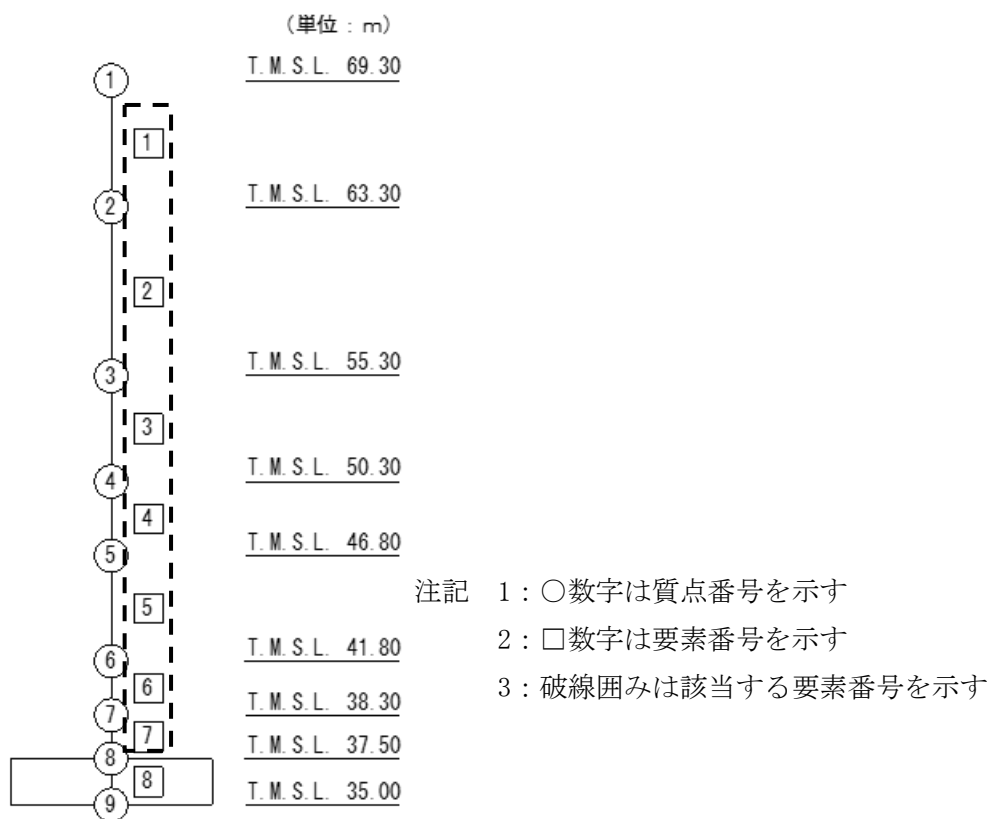 (単位:m)
① T.M.S.L. 69.30
1
② T.M.S.L. 63.30
2
③ T.M.S.L. 55.30
3
④ T.M.S.L. 50.30
4
⑤ T.M.S.L. 46.80
注記 1:○数字は質点番号を示す
5
2:□数字は要素番号を示す
⑥ T.M.S.L. 41.80
6
3:破線囲みは該当する要素番号を示す
⑦ T.M.S.L. 38.30
7
⑧ T.M.S.L. 37.50
8
⑨ T.M.S.L. 35.00